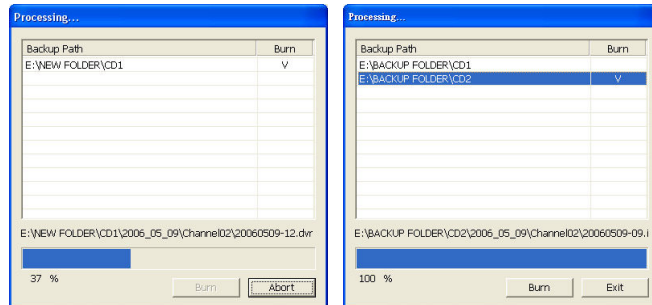 Processing...
Backup Path Burn
E:\NEW FOLDER\CD1 V
E:\NEW FOLDER\CD1\2006_05_09\Channel02\20060509-12.dvr
37 %
Burn Abort
Processing...
Backup Path Burn
E:\BACKUP FOLDER\CD1
E:\BACKUP FOLDER\CD2 V
E:\BACKUP FOLDER\CD2\2006_05_09\Channel02\20060509-09.i
100 %
Burn Exit